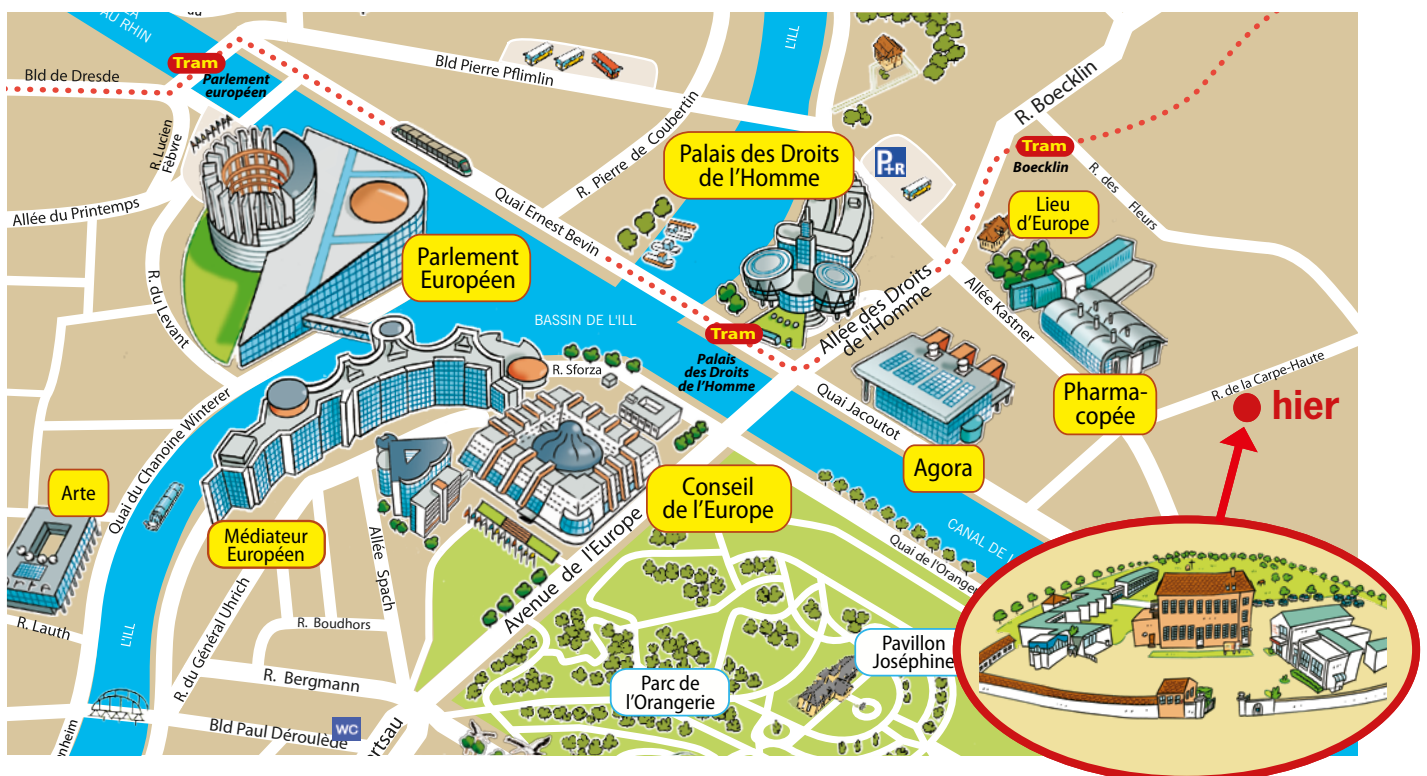 LA
AU RHIN
Tram
Parlement
européen
Bld de Dresde
Bld Pierre Pflimlin
L'ILL
R. Boecklin
Tram
Boecklin
R. des
Fleurs
R. Lucien
Fèbvre
R. Pierre de Coubertin
Palais des Droits
de l'Homme
P+R
Lieu
d'Europe
Allée du Printemps
Quai Ernest Bevin
Parlement
Européen
R. du Levant
BASSIN DE L'ILL
Tram
Palais
des Droits
de l'Homme
Allée des Droits
de l'Homme
Allée Kastner
R. Sforza
Quai Jacoutot
Pharma-
copée
R. de la Carpe-Haute
hier
Agora
Quai du Chanoine Winterer
Arte
Médiateur
Européen
Conseil
de l'Europe
Allée Spach
Avenue de l'Europe
CANAL DE L
Quai de l'Oranger
R. Lauth
L'ILL
R. du Général Uhrich
R. Boudhors
R. Bergmann
Pavillon
Joséphine
Parc de
l'Orangerie
Bld Paul Déroulède
WC